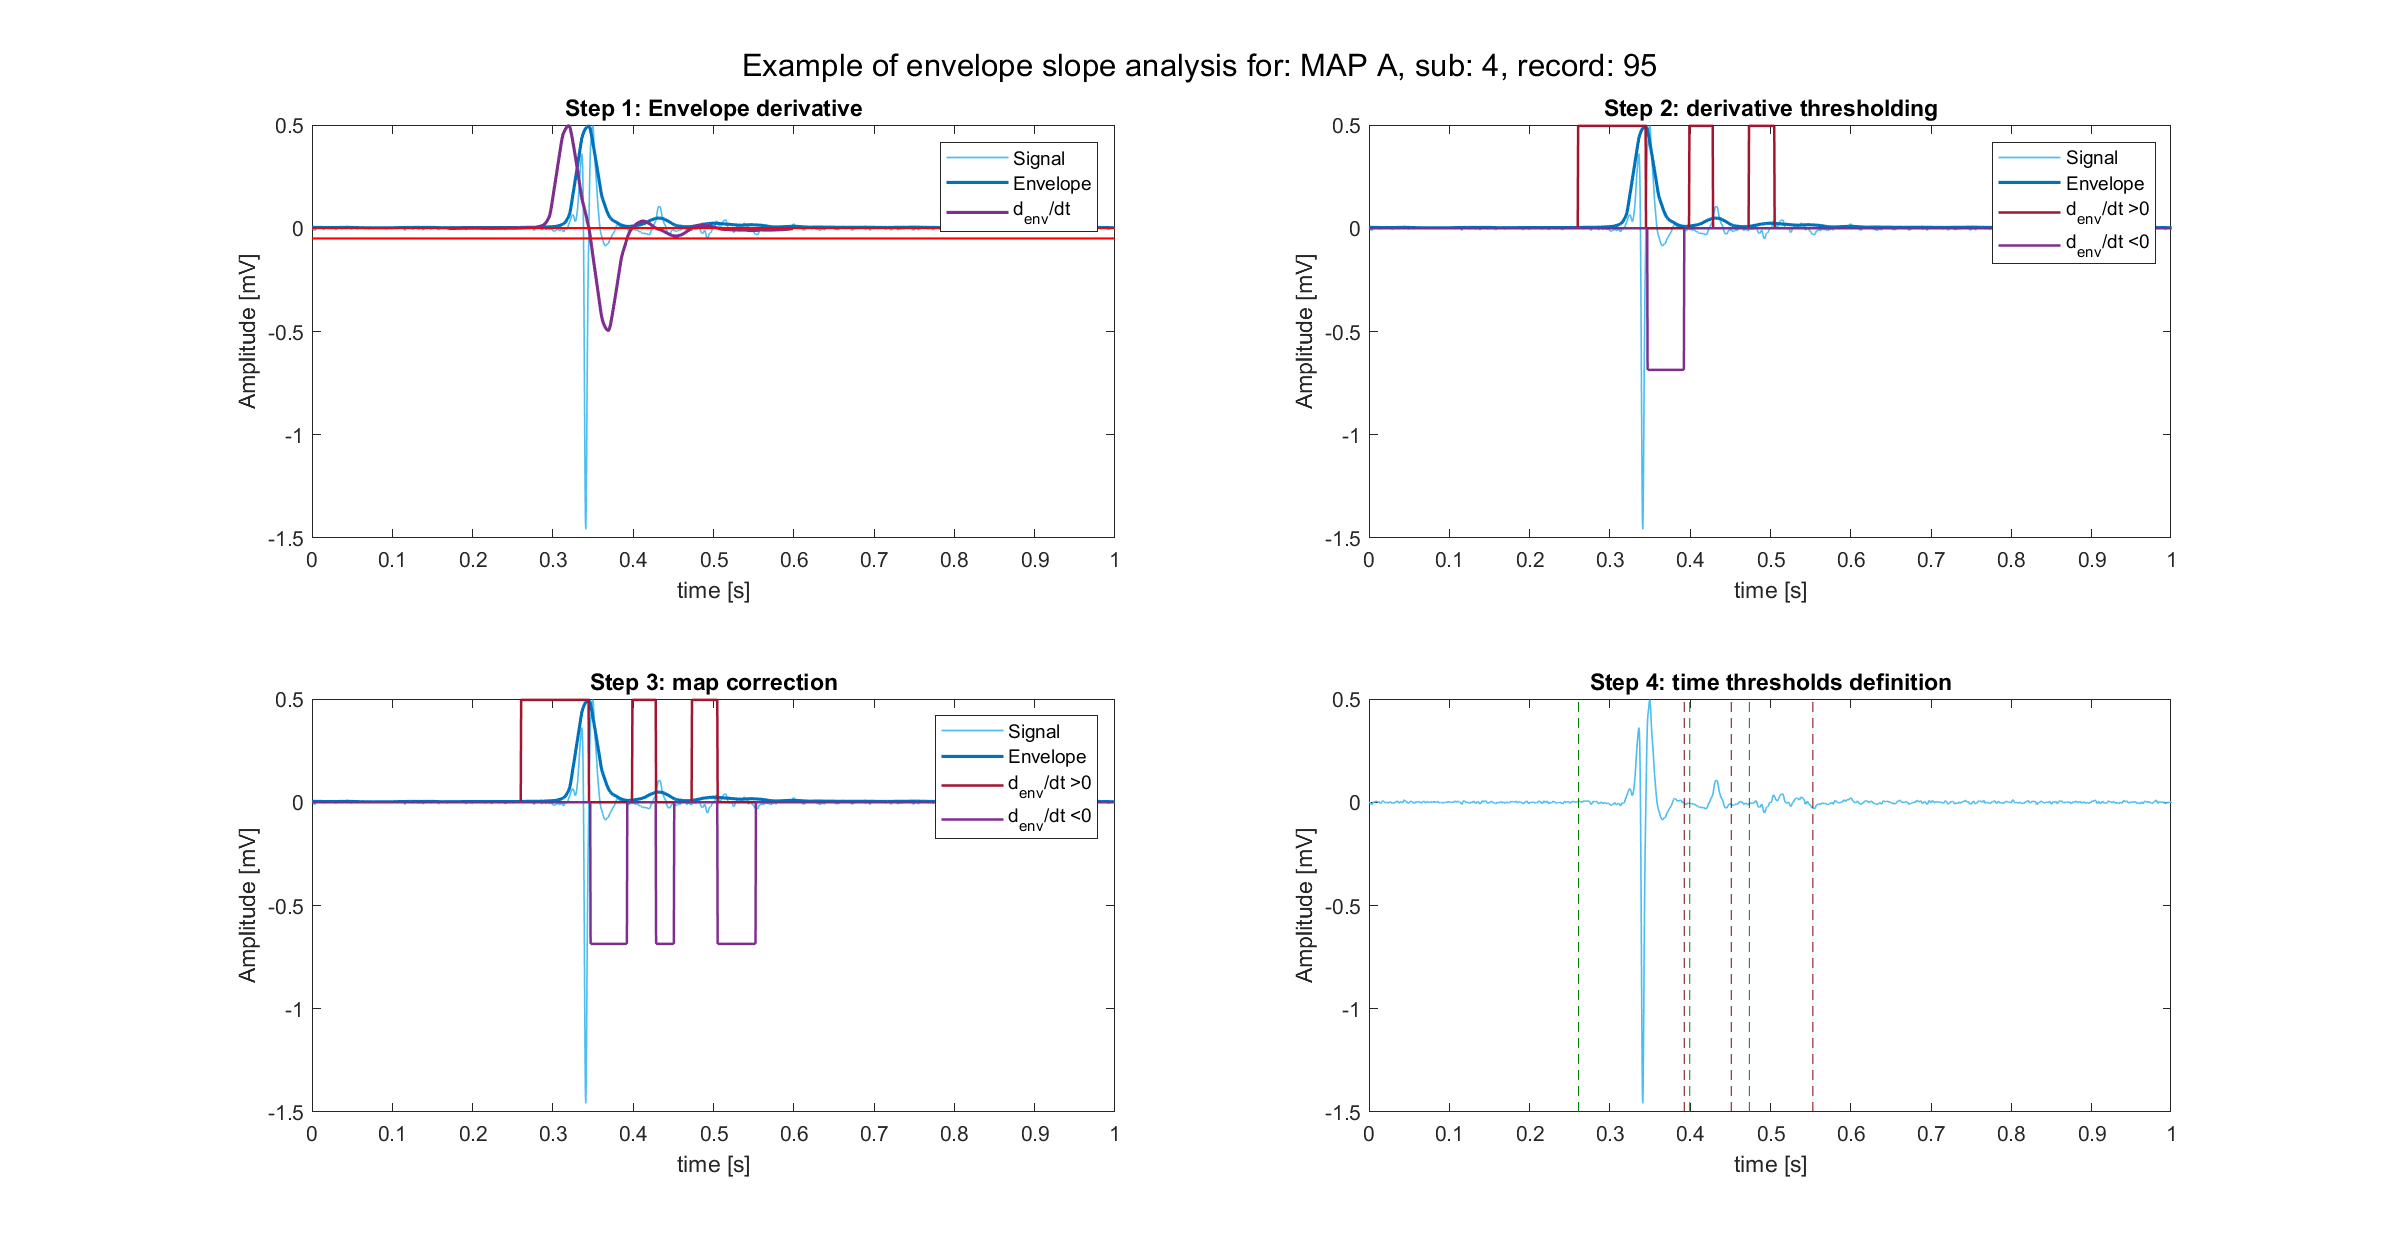 Example of envelope slope analysis for: MAP A, sub: 4, record: 95
Step 1: Envelope derivative
0.5
0
-0.5
-1
-1.5
Amplitude [mV]
Signal
Envelope
denv/dt
0 0.1 0.2 0.3 0.4 0.5 0.6 0.7 0.8 0.9 1
time [s]
Step 2: derivative thresholding
0.5
0
-0.5
-1
-1.5
Amplitude [mV]
Signal
Envelope
denv/dt >0
denv/dt <0
0 0.1 0.2 0.3 0.4 0.5 0.6 0.7 0.8 0.9 1
time [s]
Step 3: map correction
0.5
0
-0.5
-1
-1.5
Amplitude [mV]
Signal
Envelope
denv/dt >0
denv/dt <0
0 0.1 0.2 0.3 0.4 0.5 0.6 0.7 0.8 0.9 1
time [s]
Step 4: time thresholds definition
0.5
0
-0.5
-1
-1.5
Amplitude [mV]
0 0.1 0.2 0.3 0.4 0.5 0.6 0.7 0.8 0.9 1
time [s]